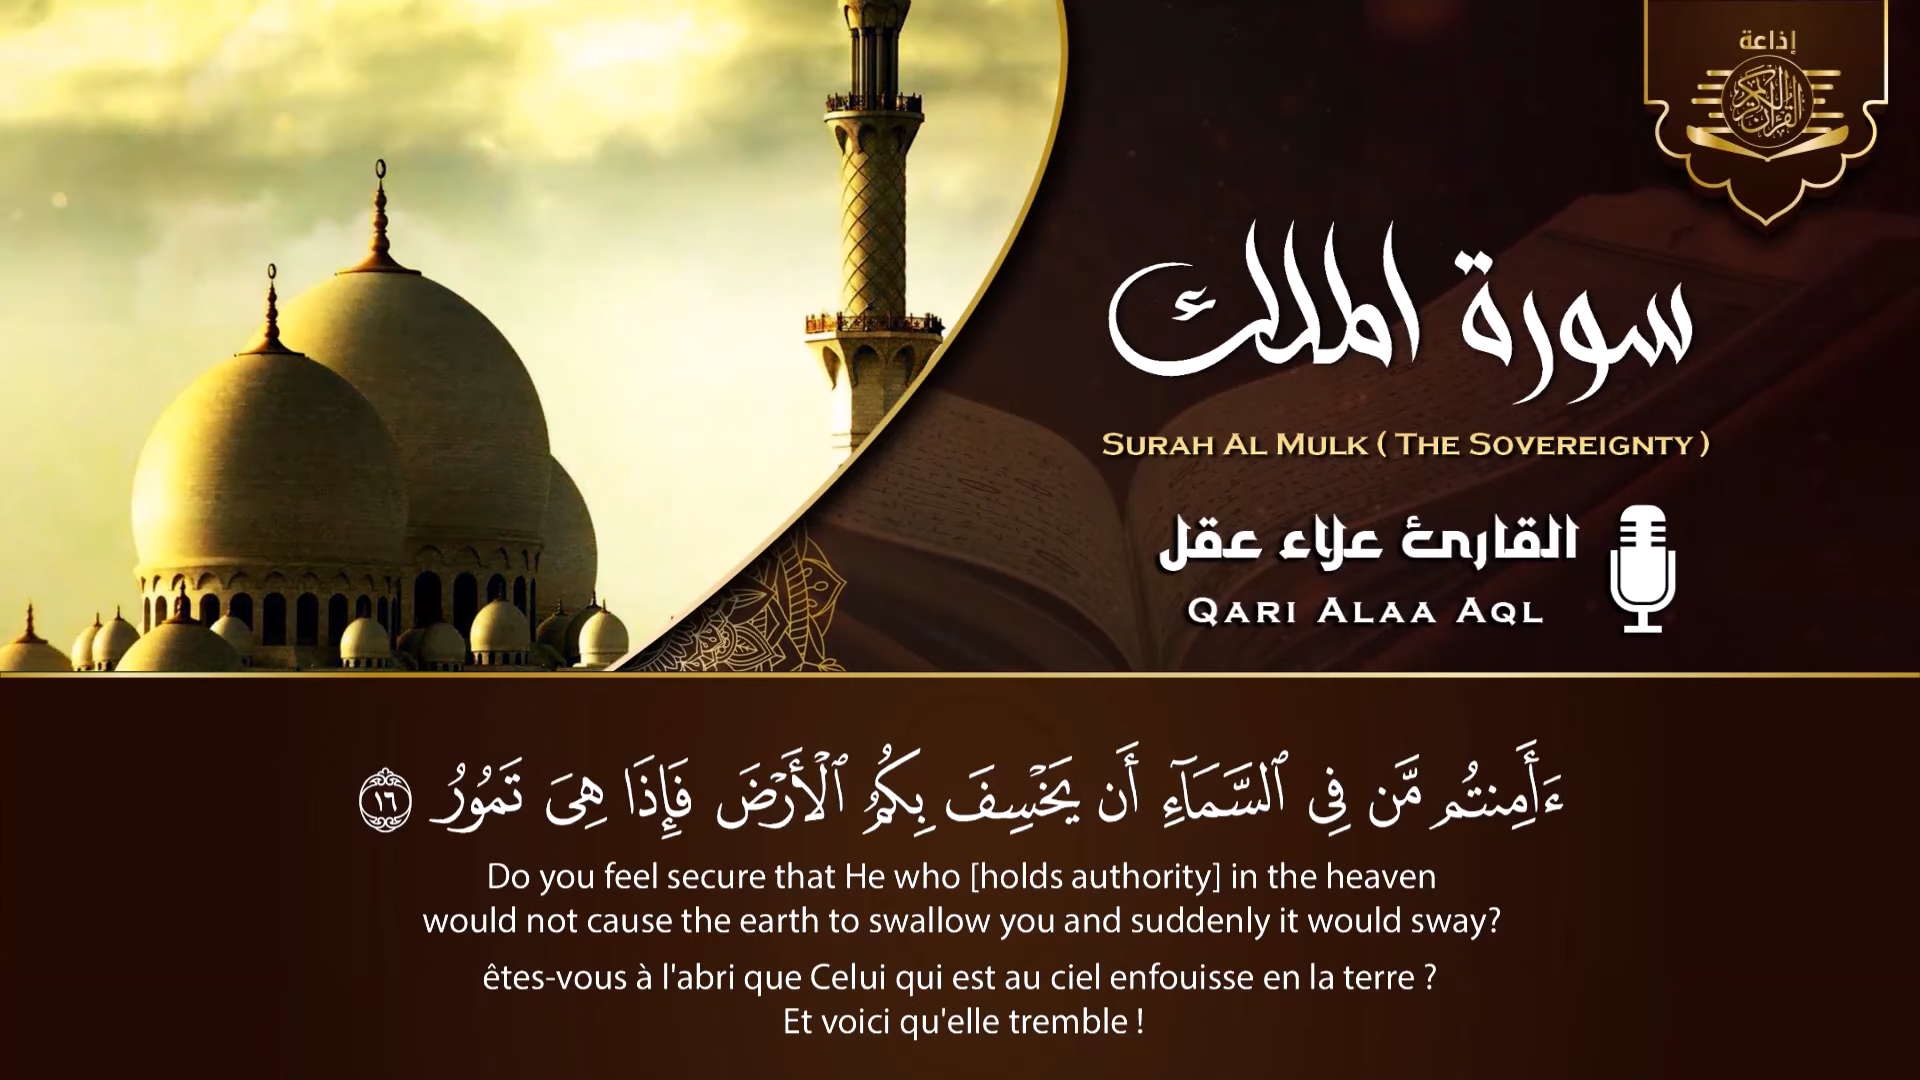 إذاعة
القرآن الكريم
سورة الملك
SURAH AL MULK ( THE SOVEREIGNTY )
القارئ علاء عقل
QARI ALAA AQL
ءَأَمِنتُم مَّن فِى ٱلسَّمَآءِ أَن يَخْسِفَ بِكُمُ ٱلْأَرْضَ فَإِذَا هِىَ تَمُورُ ١٦
Do you feel secure that He who [holds authority] in the heaven
would not cause the earth to swallow you and suddenly it would sway?
êtes-vous à l'abri que Celui qui est au ciel enfouisse en la terre ?
Et voici qu'elle tremble !